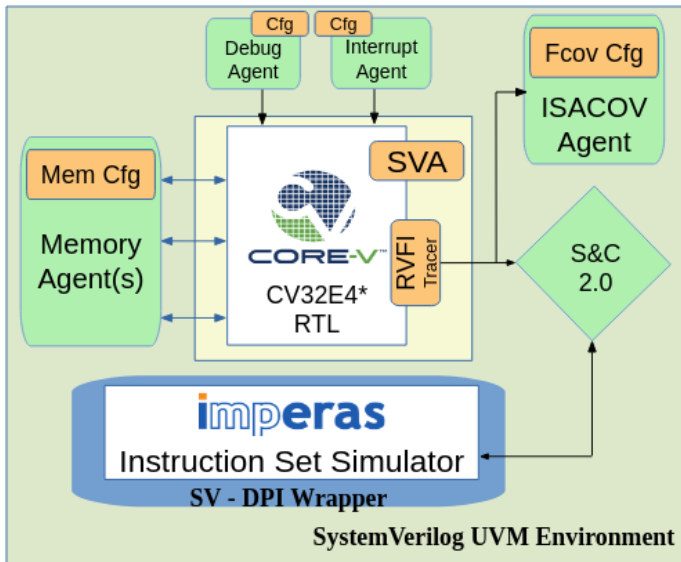 Cfg
Cfg
Debug
Agent
Interrupt
Agent
Fcov Cfg
ISACOV
Agent
Mem Cfg
Memory
Agent(s)
SVA
CORE-V™
CV32E4*
RTL
RVFI
Tracer
S&C
2.0
imperas
Instruction Set Simulator
SV - DPI Wrapper
SystemVerilog UVM Environment